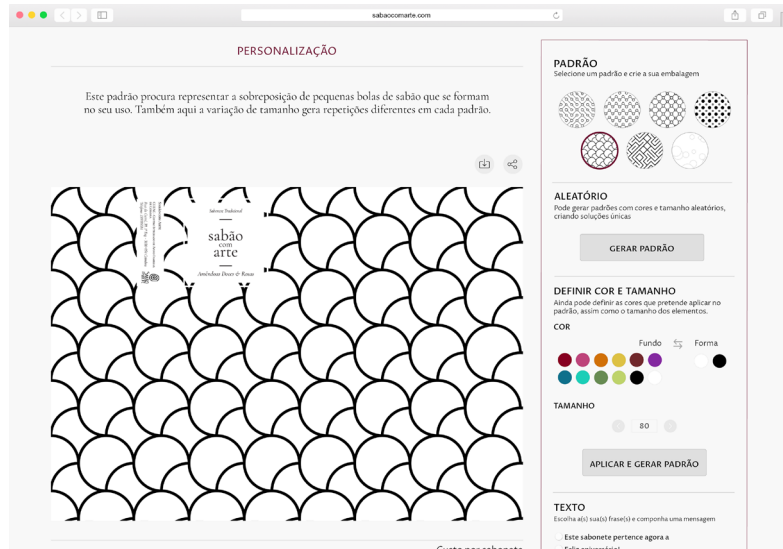 sabaocomarte.com
PERSONALIZAÇÃO
Este padrão procura representar a sobreposição de pequenas bolas de sabão que se formam
no seu uso. Também aqui a variação de tamanho gera repetições diferentes em cada padrão.
Sabonete Tradicional
sabão
com
arte
Amêndoas Doces & Rosas
PADRÃO
Selecione um padrão e crie a sua embalagem
ALEATÓRIO
Pode gerar padrões com cores e tamanho aleatórios,
criando soluções únicas
GERAR PADRÃO
DEFINIR COR E TAMANHO
Ainda pode definir as cores que pretende aplicar no
padrão, assim como o tamanho dos elementos.
COR
Fundo Forma
TAMANHO
80
APLICAR E GERAR PADRÃO
TEXTO
Escolha a(s) sua(s) frase(s) e componha uma mensagem
Este sabonete pertence agora a